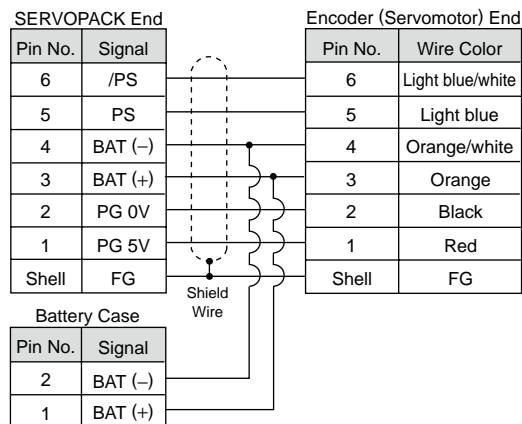 SERVOPACK End
Pin No. Signal
6 /PS
5 PS
4 BAT (–)
3 BAT (+)
2 PG 0V
1 PG 5V
Shell FG
Shield
Wire
Encoder (Servomotor) End
Pin No. Wire Color
6 Light blue/white
5 Light blue
4 Orange/white
3 Orange
2 Black
1 Red
Shell FG
Battery Case
Pin No. Signal
2 BAT (–)
1 BAT (+)